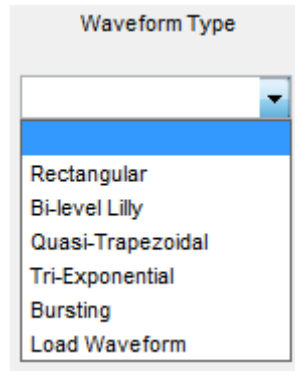 Waveform Type
Rectangular
Bi-level Lilly
Quasi-Trapezoidal
Tri-Exponential
Bursting
Load Waveform